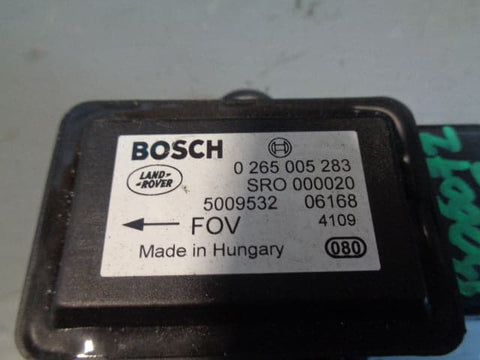 BOSCH
0 265 005 283
LAND-
-ROVER
SRO 000020
5009532 06168
FOV 4109
Made in Hungary 080